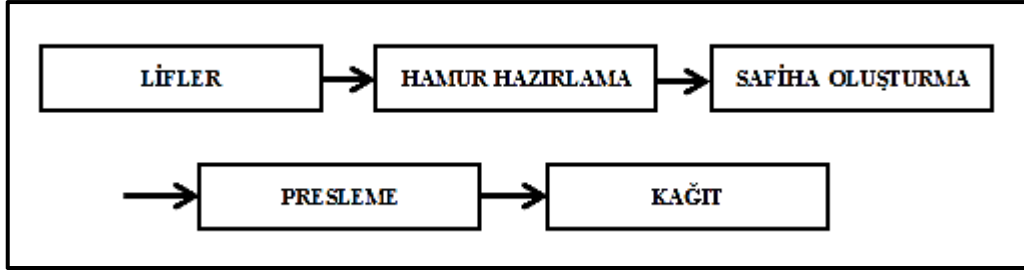 LİFLER
HAMUR HAZIRLAMA
SAFİHA OLUŞTURMA
PRESLEME
KAĞIT